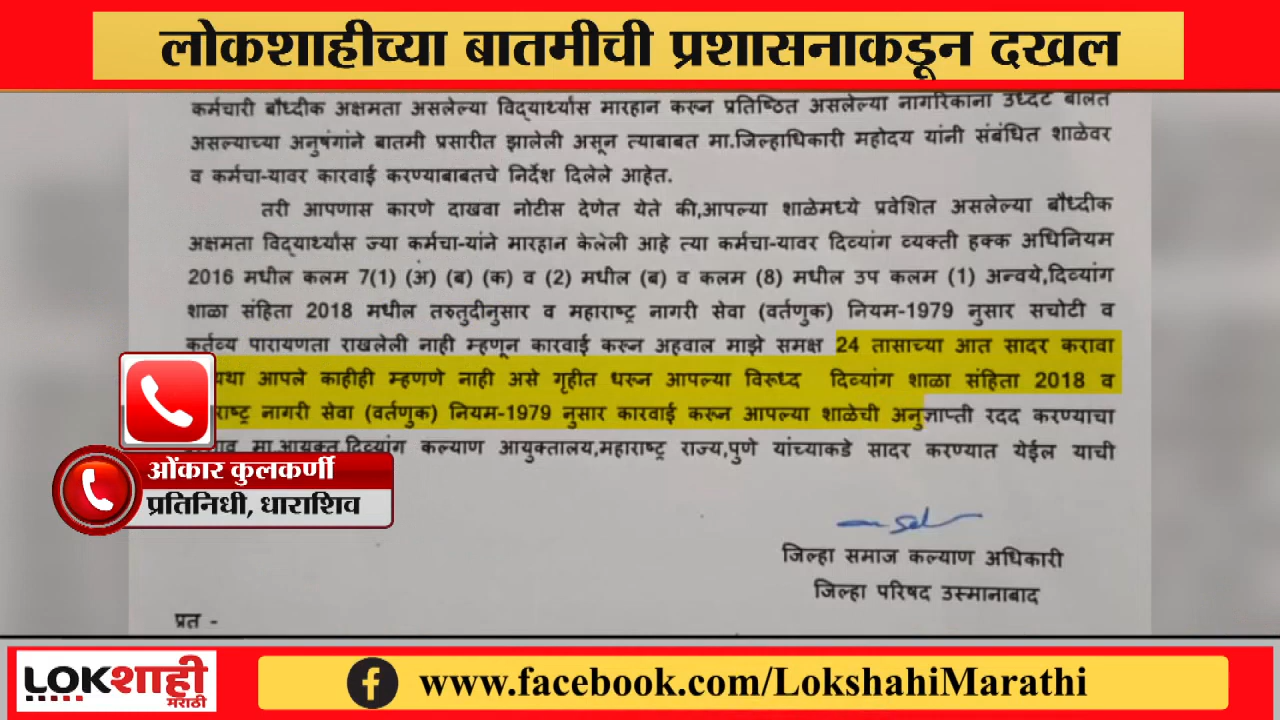 लोकशाहीच्या बातमीची प्रशासनाकडून दखल
कर्मचारी बौध्दीक अक्षमता असलेल्या विद्यार्थ्यास मारहान करुन प्रतिष्ठित असलेल्या नागरिकाना उध्दट बोलत
असल्याच्या अनुषंगाने बातमी प्रसारीत झालेली असून त्याबाबत मा.जिल्हाधिकारी महोदय यांनी संबंधित शाळेवर
व कर्मचा-यावर कारवाई करण्याबाबतचे निर्देश दिलेले आहेत.
तरी आपणास कारणे दाखवा नोटीस देणेत येते की,आपल्या शाळेमध्ये प्रवेशित असलेल्या बौध्दीक
अक्षमता विद्यार्थ्यास ज्या कर्मचा-यांने मारहान केलेली आहे त्या कर्मचा-यावर दिव्यांग व्यक्ती हक्क अधिनियम
2016 मधील कलम 7(1) (अ) (ब) (क) व (2) मधील (ब) व कलम (8) मधील उप कलम (1) अन्वये,दिव्यांग
शाळा संहिता 2018 मधील तरुतुदीनुसार व महाराष्ट्र नागरी सेवा (वर्तणुक) नियम-1979 नुसार सचोटी व
कर्तव्य पारायणता राखलेली नाही म्हणून कारवाई करुन अहवाल माझे समक्ष 24 तासाच्या आत सादर करावा
यथा आपले काहीही म्हणणे नाही असे गृहीत धरुन आपल्या विरूध्द दिव्यांग शाळा संहिता 2018 व
राष्ट्र नागरी सेवा (वर्तणुक) नियम-1979 नुसार कारवाई करुन आपल्या शाळेची अनुज्ञाप्ती रदद करण्याचा
मा.आयुक्त,दिव्यांग कल्याण आयुक्तालय,महाराष्ट्र राज्य,पुणे यांच्याकडे सादर करण्यात येईल याची
ओंकार कुलकर्णी
प्रतिनिधी, धाराशिव
जिल्हा समाज कल्याण अधिकारी
जिल्हा परिषद उस्मानाबाद
प्रत -
लोकशाही
मराठी
www.facebook.com/LokshahiMarathi